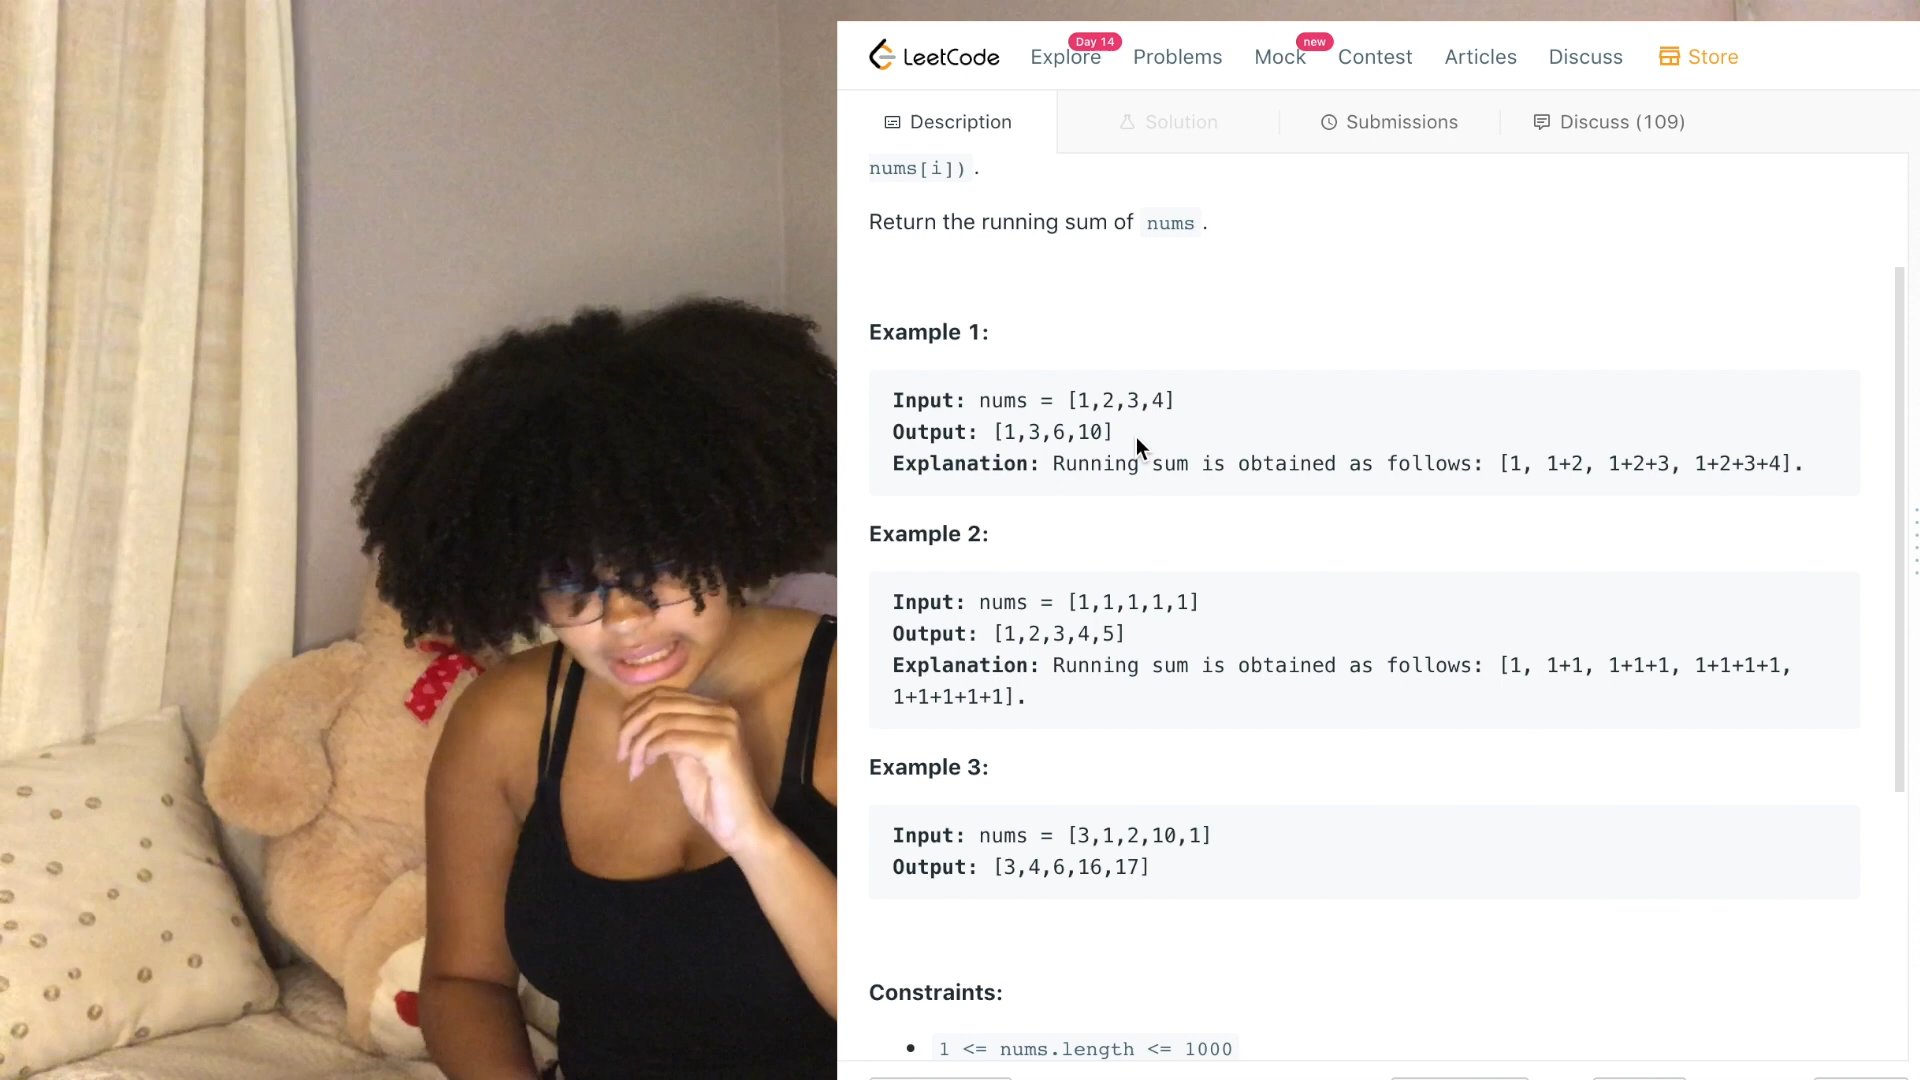 LeetCode Explore Day 14 Problems Mock new Contest Articles Discuss Store
Description Solution Submissions Discuss (109)
nums[i]).
Return the running sum of nums.
Example 1:
Input: nums = [1,2,3,4]
Output: [1,3,6,10]
Explanation: Running sum is obtained as follows: [1, 1+2, 1+2+3, 1+2+3+4].
Example 2:
Input: nums = [1,1,1,1,1]
Output: [1,2,3,4,5]
Explanation: Running sum is obtained as follows: [1, 1+1, 1+1+1, 1+1+1+1,
1+1+1+1+1].
Example 3:
Input: nums = [3,1,2,10,1]
Output: [3,4,6,16,17]
Constraints:
• 1 <= nums.length <= 1000